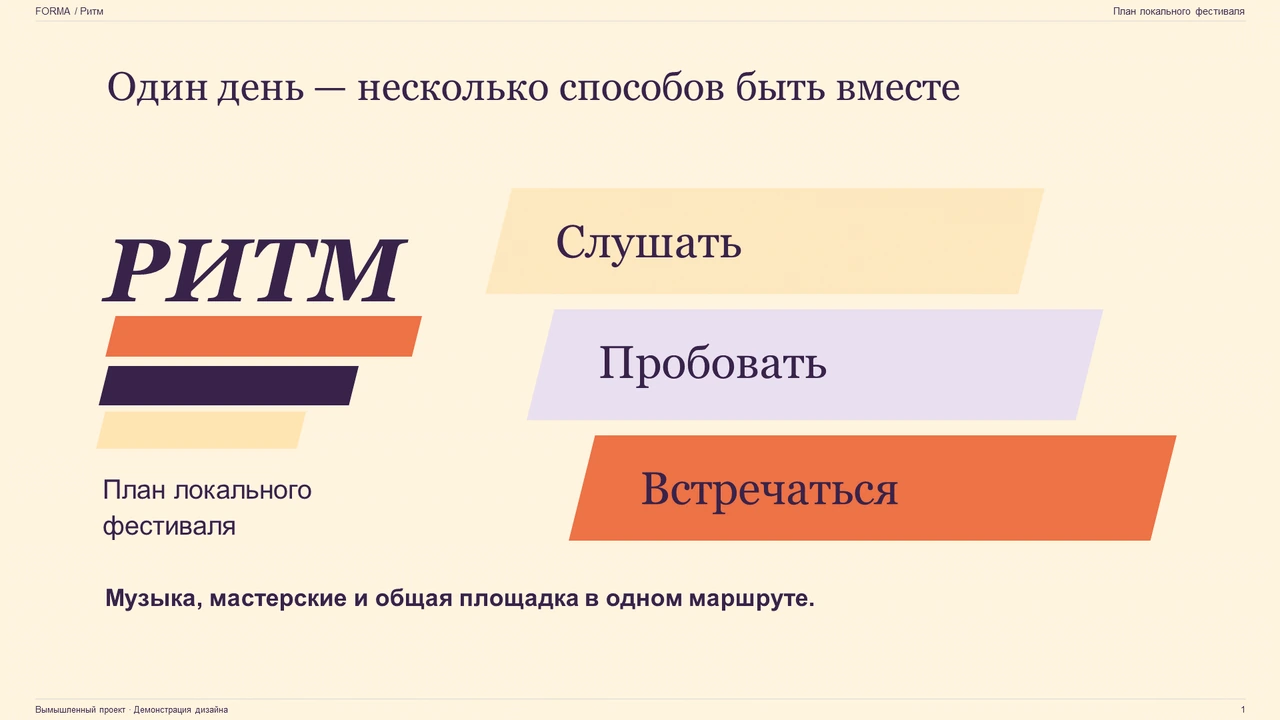 FORMA / Ритм
План локального фестиваля
Один день — несколько способов быть вместе
РИТМ
План локального
фестиваля
Слушать
Пробовать
Встречаться
Музыка, мастерские и общая площадка в одном маршруте.
Вымышленный проект · Демонстрация дизайна
1